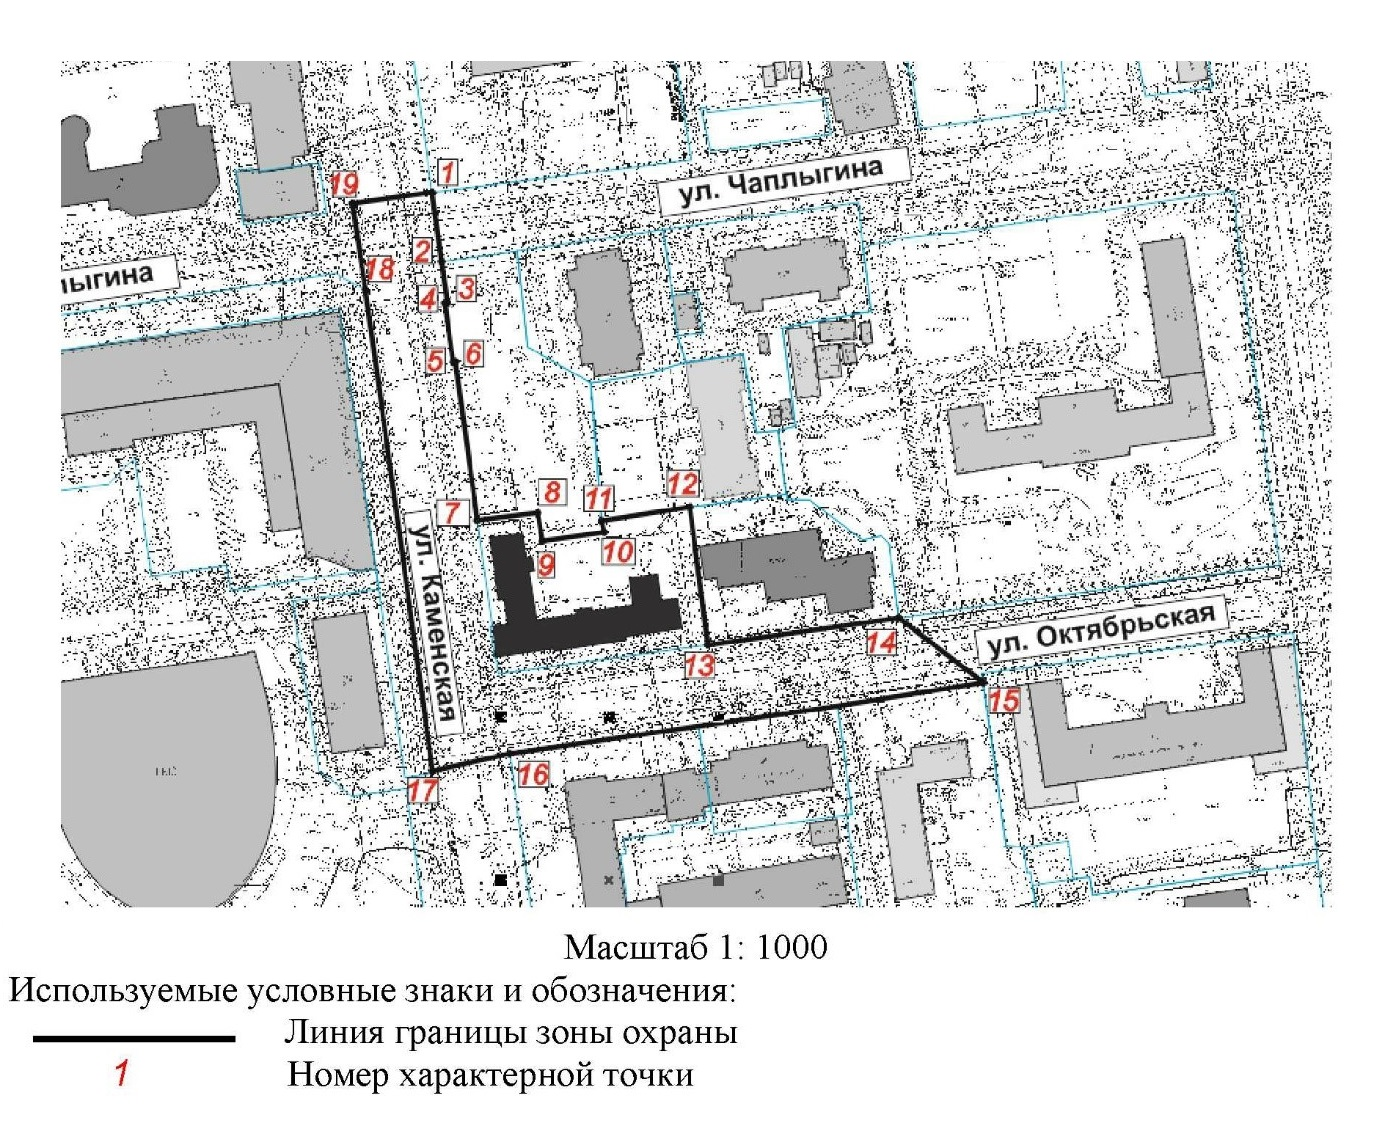 1
19
ул. Чаплыгина
2
18
лыгина
3
4
5
6
12
8
11
7
10
9
ул. Каменская
14
ул. Октябрьская
13
15
16
17
Масштаб 1: 1000
Используемые условные знаки и обозначения:
Линия границы зоны охраны
1
Номер характерной точки